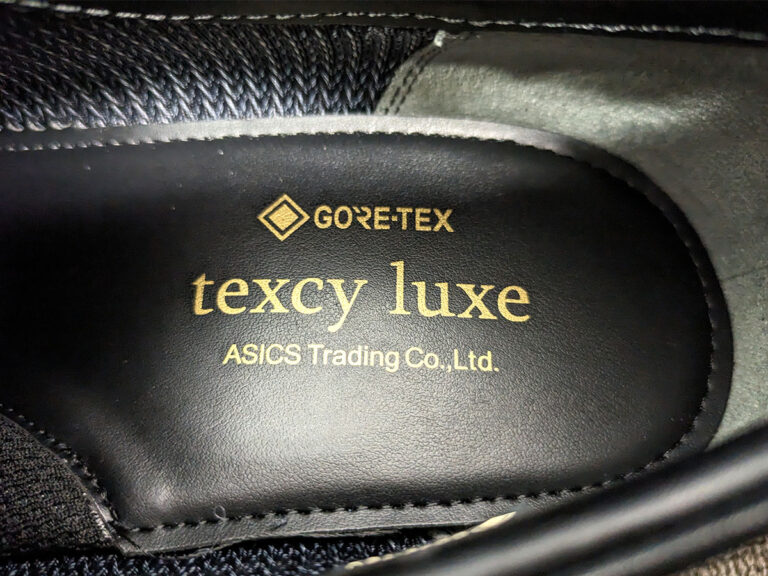 GORE-TEX
texcy luxe
ASICS Trading Co.,Ltd.